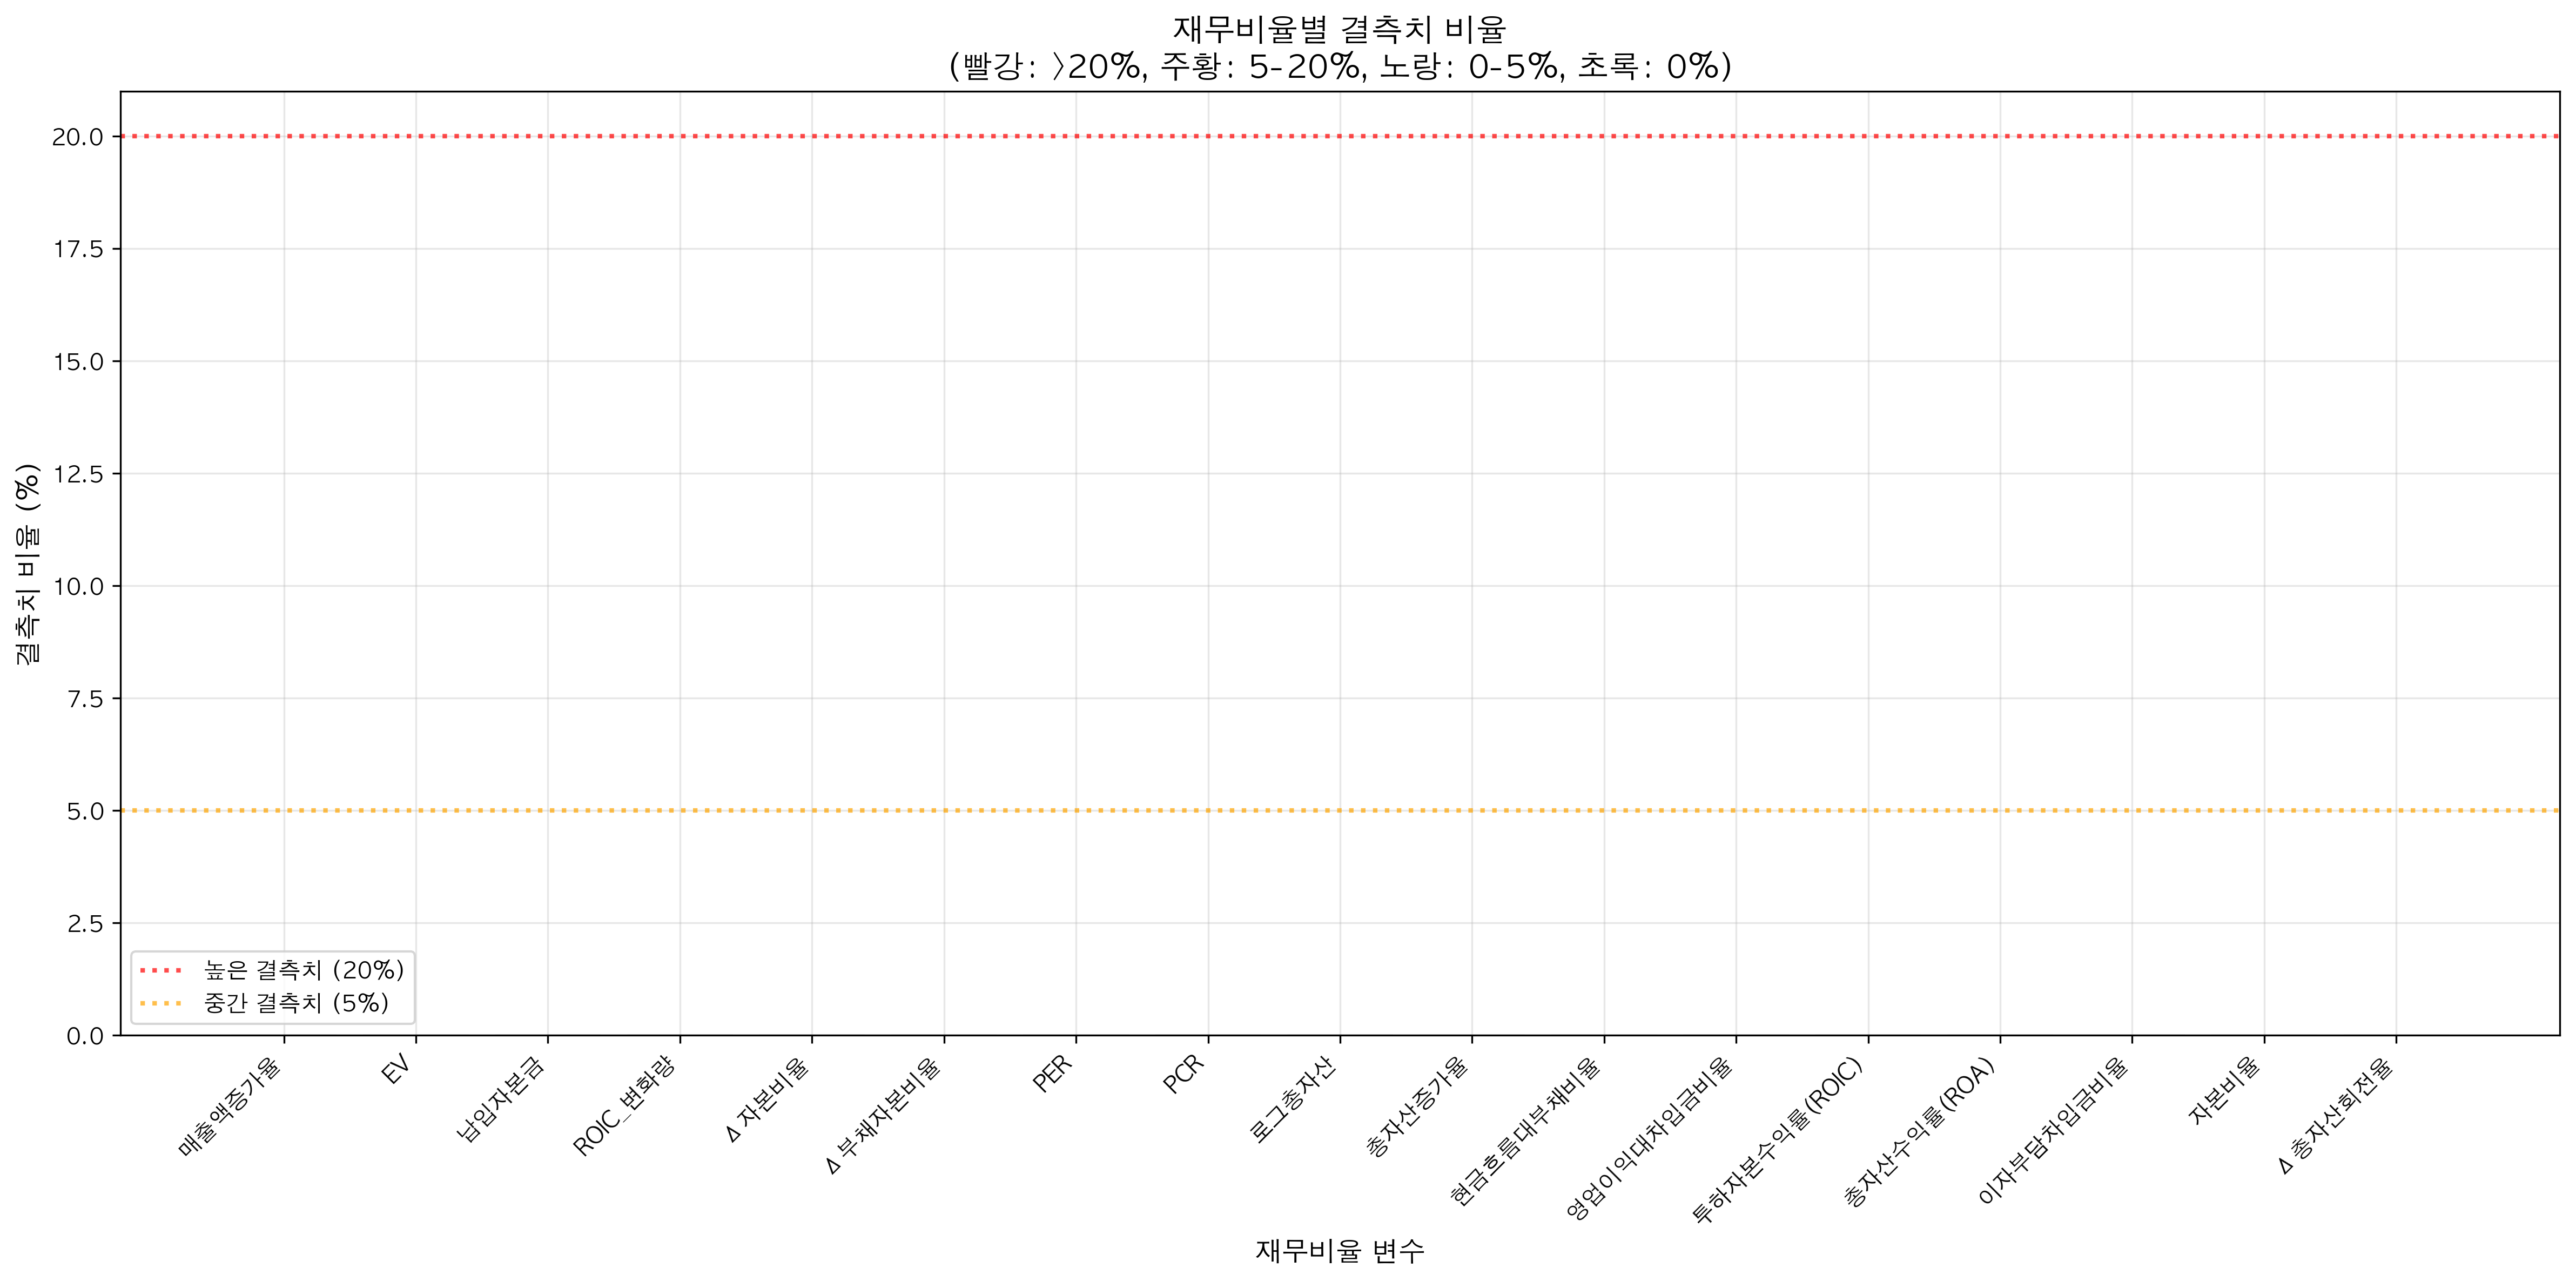 재무비율별 결측치 비율
(빨강: >20%, 주황: 5-20%, 노랑: 0-5%, 초록: 0%)
결측치 비율 (%)
20.0
17.5
15.0
12.5
10.0
7.5
5.0
2.5
0.0
높은 결측치 (20%)
중간 결측치 (5%)
매출액증가율
EV
납입자본금
ROIC_변화량
Δ 자본비율
Δ 부채자본비율
PER
PCR
로그총자산
총자산증가율
현금흐름대부채비율
영업이익대차입금비율
투하자본수익률(ROIC)
총자산수익률(ROA)
이자부담차입금비율
자본비율
Δ 총자산회전율
재무비율 변수